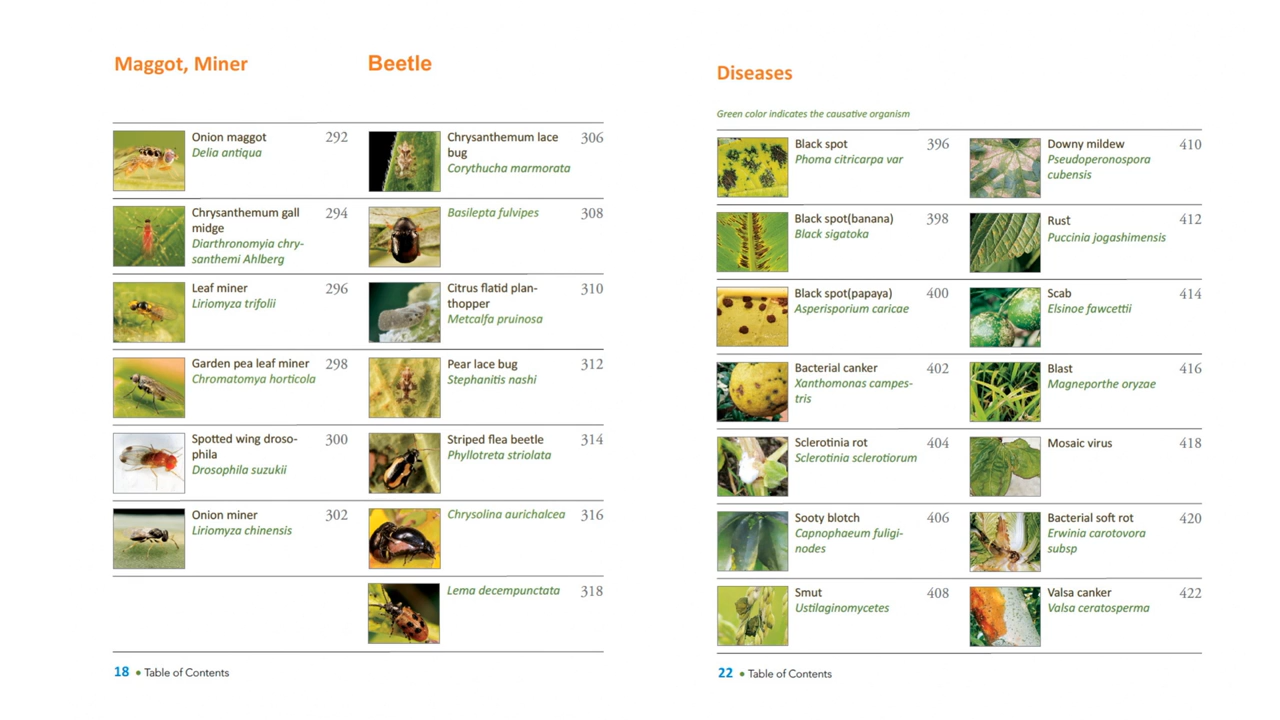 Maggot, Miner
Onion maggot 292
Delia antiqua
Chrysanthemum gall 294
midge
Diarthronomyia chry-
santhemi Ahlberg
Leaf miner 296
Liriomyza trifolii
Garden pea leaf miner 298
Chromatomya horticola
Spotted wing droso- 300
phila
Drosophila suzukii
Onion miner 302
Liriomyza chinensis
Beetle
Chrysanthemum lace 306
bug
Corythucha marmorata
Basilepta fulvipes 308
Citrus flatid plan- 310
thopper
Metcalfa pruinosa
Pear lace bug 312
Stephanitis nashi
Striped flea beetle 314
Phyllotreta striolata
Chrysolina aurichalcea 316
Lema decempunctata 318
18 • Table of Contents
Diseases
Green color indicates the causative organism
Black spot 396
Phoma citricarpa var
Black spot(banana) 398
Black sigatoka
Black spot(papaya) 400
Asperisporium caricae
Bacterial canker 402
Xanthomonas campes-
tris
Sclerotinia rot 404
Sclerotinia sclerotiorum
Sooty blotch 406
Capnophaeum fuligi-
nodes
Smut 408
Ustilaginomycetes
Downy mildew 410
Pseudoperonospora
cubensis
Rust 412
Puccinia jogashimensis
Scab 414
Elsinoe fawcettii
Blast 416
Magneporthe oryzae
Mosaic virus 418
Bacterial soft rot 420
Erwinia carotovora
subsp
Valsa canker 422
Valsa ceratosperma
22 • Table of Contents